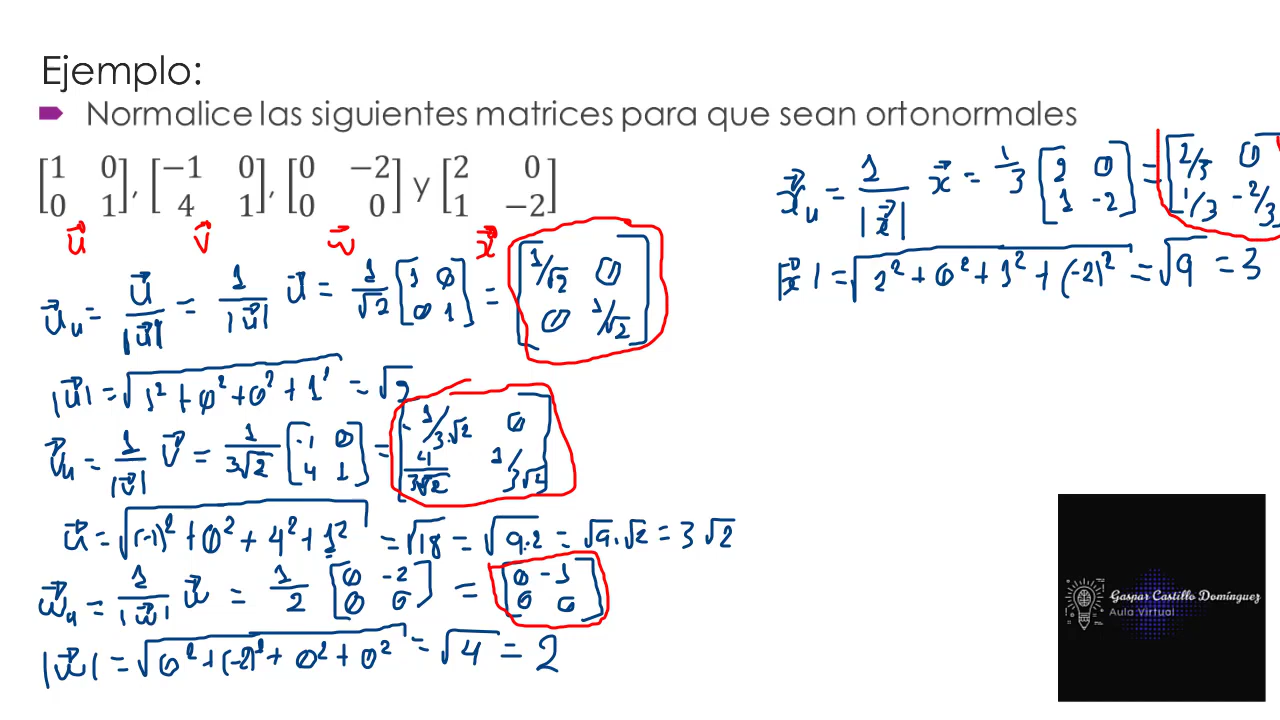 Ejemplo:
Normalice las siguientes matrices para que sean ortonormales
[1 0; 0 1], [−1 0; 4 1], [0 −2; 0 0] y [2 0; 1 −2]
u⃗ v⃗ w⃗ x⃗
u⃗ᵤ = u⃗/|u⃗| = 1/|u⃗| u⃗ = 1/√2 [1 0; 0 1] = [1/√2 0; 0 1/√2]
|u⃗| = √(1² + 0² + 0² + 1²) = √2
v⃗ᵤ = 1/|v⃗| v⃗ = 1/3√2 [-1 0; 4 1] = [-1/3√2 0; 4/3√2 1/3√2]
u⃗ = √((-1)² + 0² + 4² + 1²) = √18 = √9·2 = √9·√2 = 3√2
w⃗ᵤ = 1/|w⃗| w⃗ = 1/2 [0 -2; 0 0] = [0 -1; 0 0]
|w⃗| = √(0² + (-2)² + 0² + 0²) = √4 = 2
x⃗ᵤ = 1/|x⃗| x⃗ = 1/3 [2 0; 1 -2] = [2/3 0; 1/3 -2/3]
|x⃗| = √(2² + 0² + 1² + (-2)²) = √9 = 3
Gaspar Castillo Domínguez
Aula Virtual